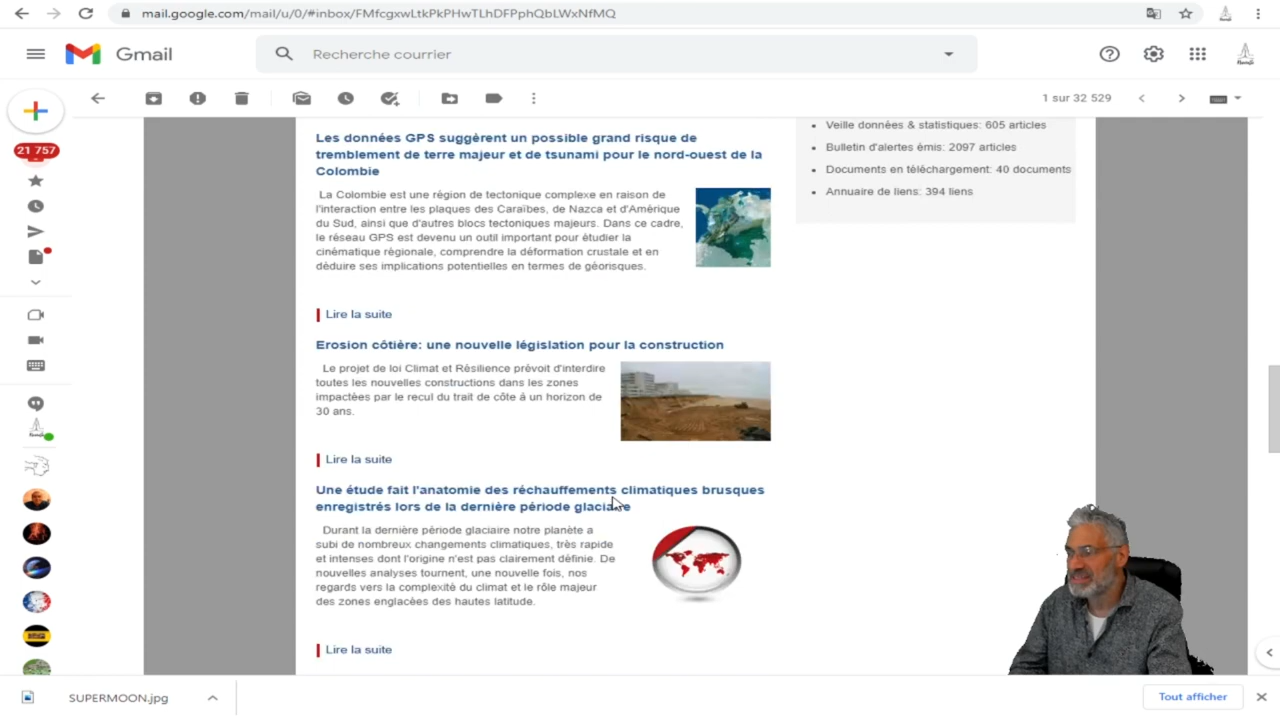 mail.google.com/mail/u/0/#inbox/FMfcgxwLtkPkPHwTLhDFPphQbLWxNfMQ
Gmail
Recherche courrier
1 sur 32 529
21 757
Les données GPS suggèrent un possible grand risque de
tremblement de terre majeur et de tsunami pour le nord-ouest de la
Colombie
La Colombie est une région de tectonique complexe en raison de
l'interaction entre les plaques des Caraïbes, de Nazca et d'Amérique
du Sud, ainsi que d'autres blocs tectoniques majeurs. Dans ce cadre,
le réseau GPS est devenu un outil important pour étudier la
cinématique régionale, comprendre la déformation crustale et en
déduire ses implications potentielles en termes de géorisques.
Lire la suite
Erosion côtière: une nouvelle législation pour la construction
Le projet de loi Climat et Résilience prévoit d'interdire
toutes les nouvelles constructions dans les zones
impactées par le recul du trait de côte à un horizon de
30 ans.
Lire la suite
Une étude fait l'anatomie des réchauffements climatiques brusques
enregistrés lors de la dernière période glaciaire
Durant la dernière période glaciaire notre planète a
subi de nombreux changements climatiques, très rapide
et intenses dont l'origine n'est pas clairement définie. De
nouvelles analyses tournent, une nouvelle fois, nos
regards vers la complexité du climat et le rôle majeur
des zones englacées des hautes latitude.
Lire la suite
Veille données & statistiques: 605 articles
Bulletin d'alertes émis: 2097 articles
Documents en téléchargement: 40 documents
Annuaire de liens: 394 liens
SUPERMOON.jpg
Tout afficher